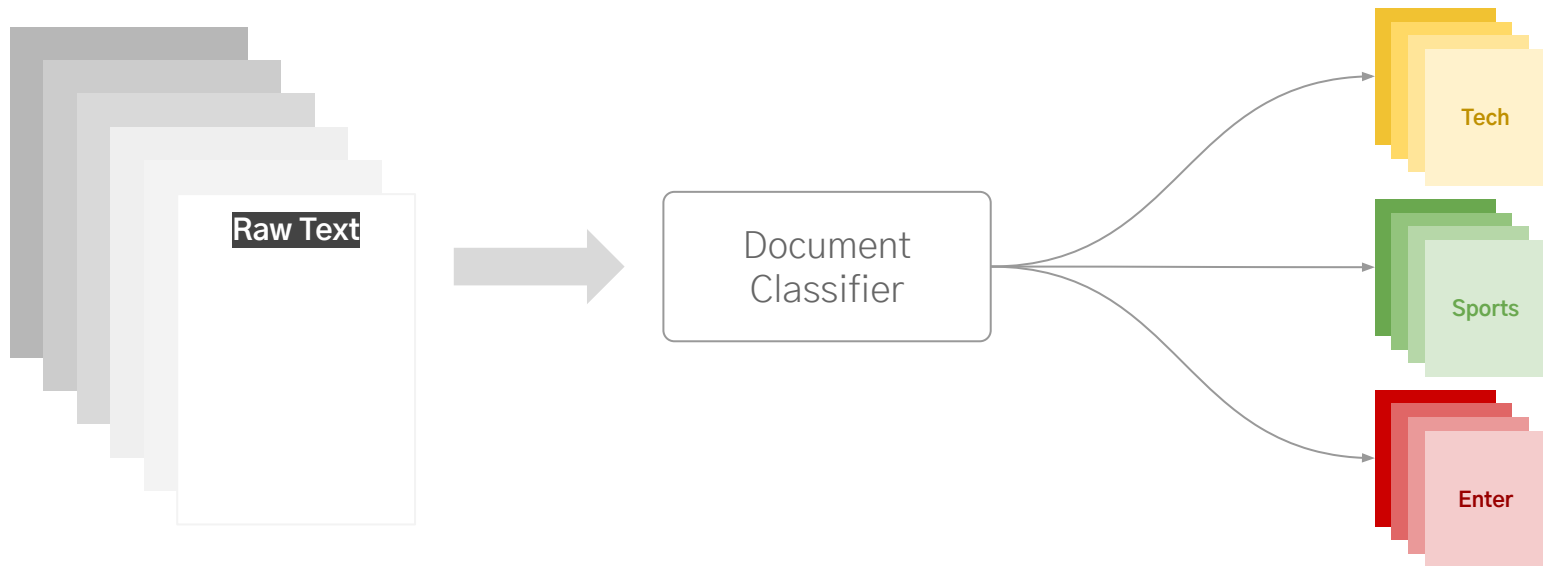 Raw Text
Document
Classifier
Tech
Sports
Enter